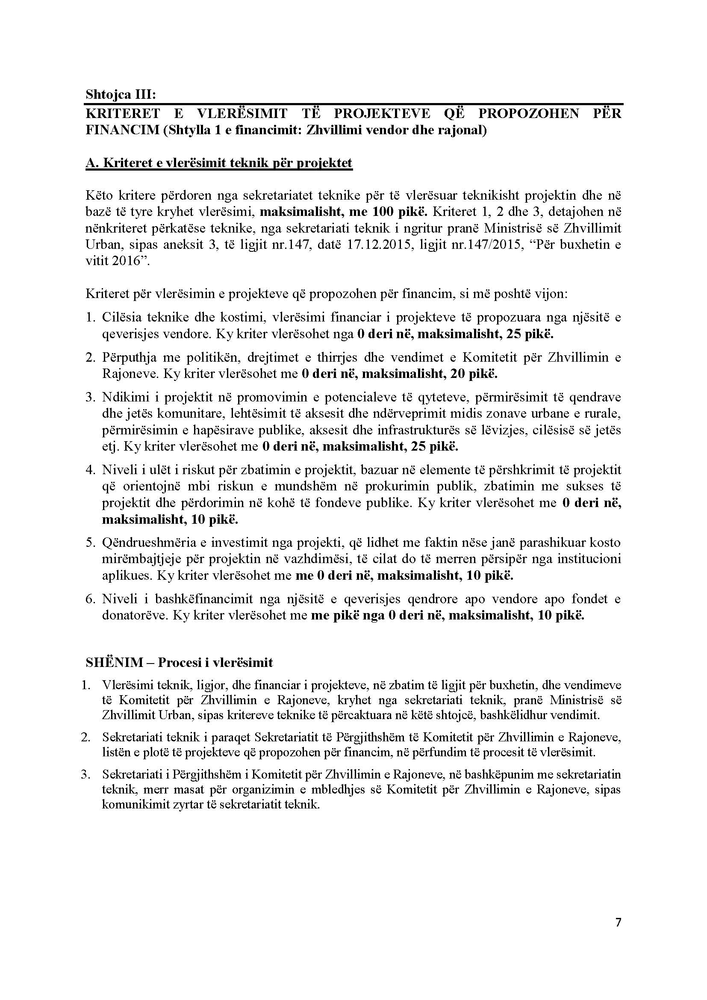 Shtojca III:
KRITERET E VLERËSIMIT TË PROJEKTEVE QË PROPOZOHEN PËR
FINANCIM (Shtylla 1 e financimit: Zhvillimi vendor dhe rajonal)
A. Kriteret e vlerësimit teknik për projektet
Këto kritere përdoren nga sekretariatet teknike për të vlerësuar teknikisht projektin dhe në
bazë të tyre kryhet vlerësimi, maksimalisht, me 100 pikë. Kriteret 1, 2 dhe 3, detajohen në
nënkriteret përkatëse teknike, nga sekretariati teknik i ngritur pranë Ministrisë së Zhvillimit
Urban, sipas aneksit 3, të ligjit nr.147, datë 17.12.2015, ligjit nr.147/2015, “Për buxhetin e
vitit 2016”.
Kriteret për vlerësimin e projekteve që propozohen për financim, si më poshtë vijon:
1. Cilësia teknike dhe kostimi, vlerësimi financiar i projekteve të propozuara nga njësitë e
qeverisjes vendore. Ky kriter vlerësohet nga 0 deri në, maksimalisht, 25 pikë.
2. Përputhja me politikën, drejtimet e thirrjes dhe vendimet e Komitetit për Zhvillimin e
Rajoneve. Ky kriter vlerësohet me 0 deri në, maksimalisht, 20 pikë.
3. Ndikimi i projektit në promovimin e potencialeve të qyteteve, përmirësimit të qendrave
dhe jetës komunitare, lehtësimit të aksesit dhe ndërveprimit midis zonave urbane e rurale,
përmirësimin e hapësirave publike, aksesit dhe infrastrukturës së lëvizjes, cilësisë së jetës
etj. Ky kriter vlerësohet me 0 deri në, maksimalisht, 25 pikë.
4. Niveli i ulët i riskut për zbatimin e projektit, bazuar në elemente të përshkrimit të projektit
që orientojnë mbi riskun e mundshëm në prokurimin publik, zbatimin me sukses të
projektit dhe përdorimin në kohë të fondeve publike. Ky kriter vlerësohet me 0 deri në,
maksimalisht, 10 pikë.
5. Qëndrueshmëria e investimit nga projekti, që lidhet me faktin nëse janë parashikuar kosto
mirëmbajtjeje për projektin në vazhdimësi, të cilat do të merren përsipër nga institucioni
aplikues. Ky kriter vlerësohet me me 0 deri në, maksimalisht, 10 pikë.
6. Niveli i bashkëfinancimit nga njësitë e qeverisjes qendrore apo vendore apo fondet e
donatorëve. Ky kriter vlerësohet me me pikë nga 0 deri në, maksimalisht, 10 pikë.
SHËNIM – Procesi i vlerësimit
1. Vlerësimi teknik, ligjor, dhe financiar i projekteve, në zbatim të ligjit për buxhetin, dhe vendimeve
të Komitetit për Zhvillimin e Rajoneve, kryhet nga sekretariati teknik, pranë Ministrisë së
Zhvillimit Urban, sipas kritereve teknike të përcaktuara në këtë shtojcë, bashkëlidhur vendimit.
2. Sekretariati teknik i paraqet Sekretariatit të Përgjithshëm të Komitetit për Zhvillimin e Rajoneve,
listën e plotë të projekteve që propozohen për financim, në përfundim të procesit të vlerësimit.
3. Sekretariati i Përgjithshëm i Komitetit për Zhvillimin e Rajoneve, në bashkëpunim me sekretariatin
teknik, merr masat për organizimin e mbledhjes së Komitetit për Zhvillimin e Rajoneve, sipas
komunikimit zyrtar të sekretariatit teknik.
7